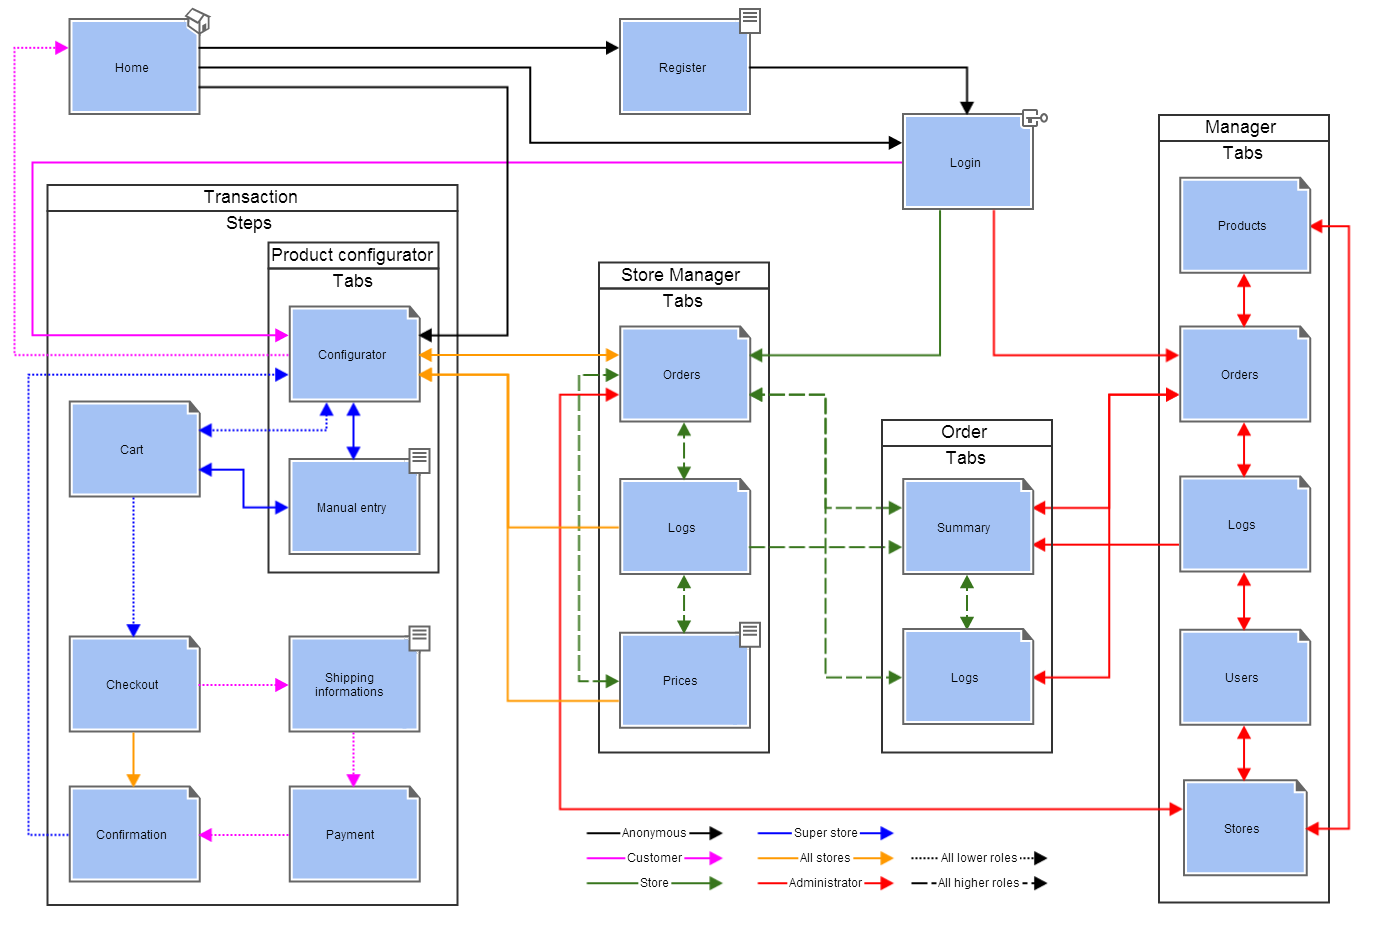 Home
Register
Login
Manager
Tabs
Products
Orders
Logs
Users
Stores
Transaction
Steps
Product configurator
Tabs
Configurator
Cart
Manual entry
Checkout
Shipping
informations
Confirmation
Payment
Store Manager
Tabs
Orders
Logs
Prices
Order
Tabs
Summary
Logs
Anonymous
Super store
Customer
All stores
All lower roles
Store
Administrator
All higher roles